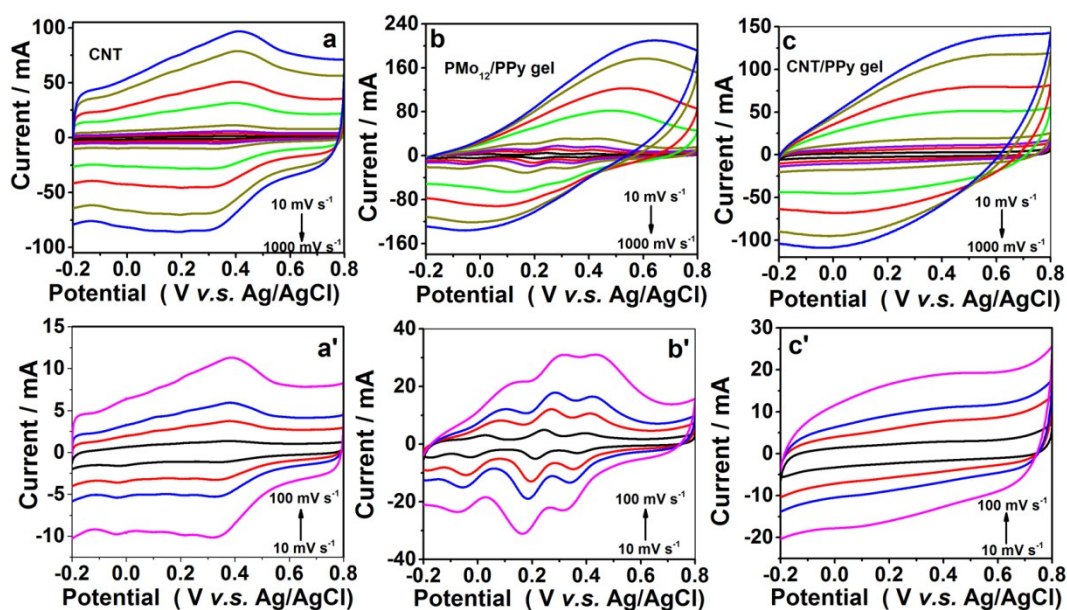 a
CNT
Current / mA
100
50
0
-50
-100
10 mV s⁻¹
1000 mV s⁻¹
-0.2 0.0 0.2 0.4 0.6 0.8
Potential ( V v.s. Ag/AgCl)
b
PMo₁₂/PPy gel
Current / mA
240
160
80
0
-80
-160
10 mV s⁻¹
1000 mV s⁻¹
-0.2 0.0 0.2 0.4 0.6 0.8
Potential ( V v.s. Ag/AgCl)
c
CNT/PPy gel
Current / mA
150
100
50
0
-50
-100
10 mV s⁻¹
1000 mV s⁻¹
-0.2 0.0 0.2 0.4 0.6 0.8
Potential ( V v.s. Ag/AgCl)
a'
Current / mA
15
10
5
0
-5
-10
100 mV s⁻¹
10 mV s⁻¹
-0.2 0.0 0.2 0.4 0.6 0.8
Potential ( V v.s. Ag/AgCl)
b'
Current / mA
40
20
0
-20
-40
100 mV s⁻¹
10 mV s⁻¹
-0.2 0.0 0.2 0.4 0.6 0.8
Potential ( V v.s. Ag/AgCl)
c'
Current / mA
30
20
10
0
-10
-20
100 mV s⁻¹
10 mV s⁻¹
-0.2 0.0 0.2 0.4 0.6 0.8
Potential ( V v.s. Ag/AgCl)